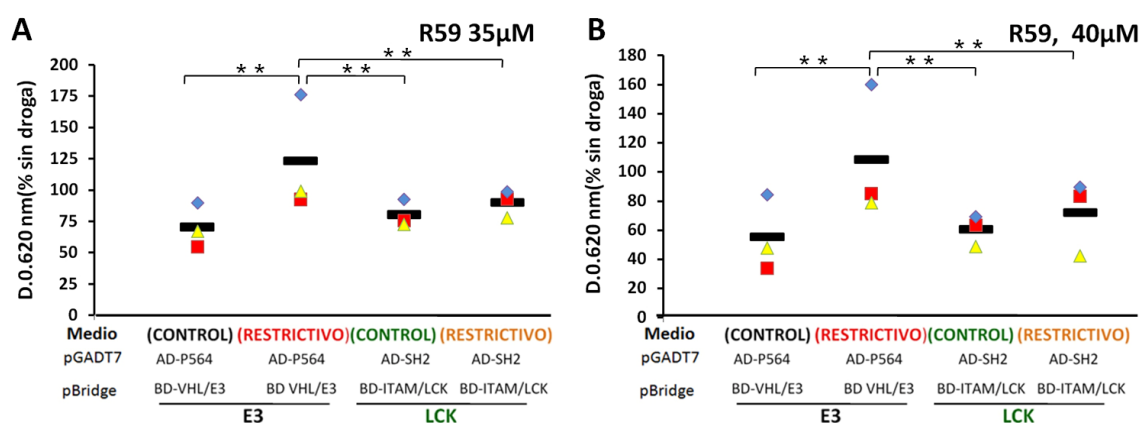 A
R59 35µM
* *
* *
* *
D.0.620 nm(% sin droga)
200
175
150
125
100
75
50
25
0
Medio (CONTROL) (RESTRICTIVO) (CONTROL) (RESTRICTIVO)
pGADT7 AD-P564 AD-P564 AD-SH2 AD-SH2
pBridge BD-VHL/E3 BD VHL/E3 BD-ITAM/LCK BD-ITAM/LCK
E3 LCK
B
R59, 40µM
* *
* *
* *
D.0.620 nm(% sin droga)
180
160
140
120
100
80
60
40
20
0
Medio (CONTROL) (RESTRICTIVO) (CONTROL) (RESTRICTIVO)
pGADT7 AD-P564 AD-P564 AD-SH2 AD-SH2
pBridge BD-VHL/E3 BD VHL/E3 BD-ITAM/LCK BD-ITAM/LCK
E3 LCK